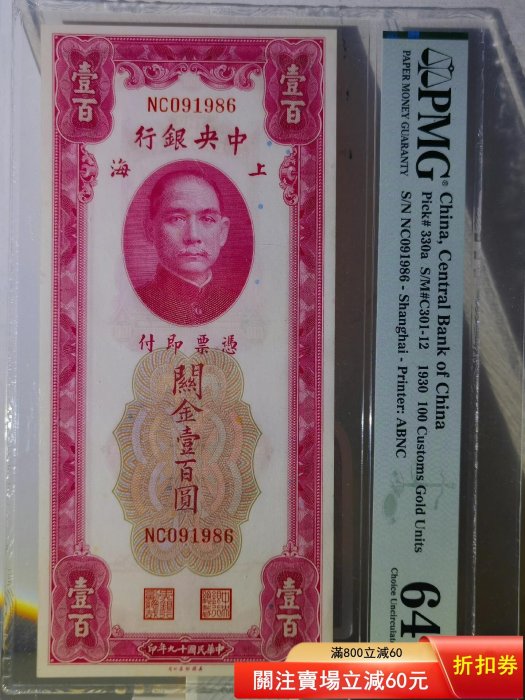 壹百
壹百
NC091986
中央銀行
上海
憑票即付
關金壹百圓
NC091986
壹百
壹百
中華民國十九年印
PMG®
PAPER MONEY GUARANTY
China, Central Bank of China
Pick# 330a S/M#C301-12 1930 100 Customs Gold Units
S/N NC091986 - Shanghai - Printer: ABNC
64
Choice Uncirculated
滿800立減60
關注賣場立減60元
折扣券